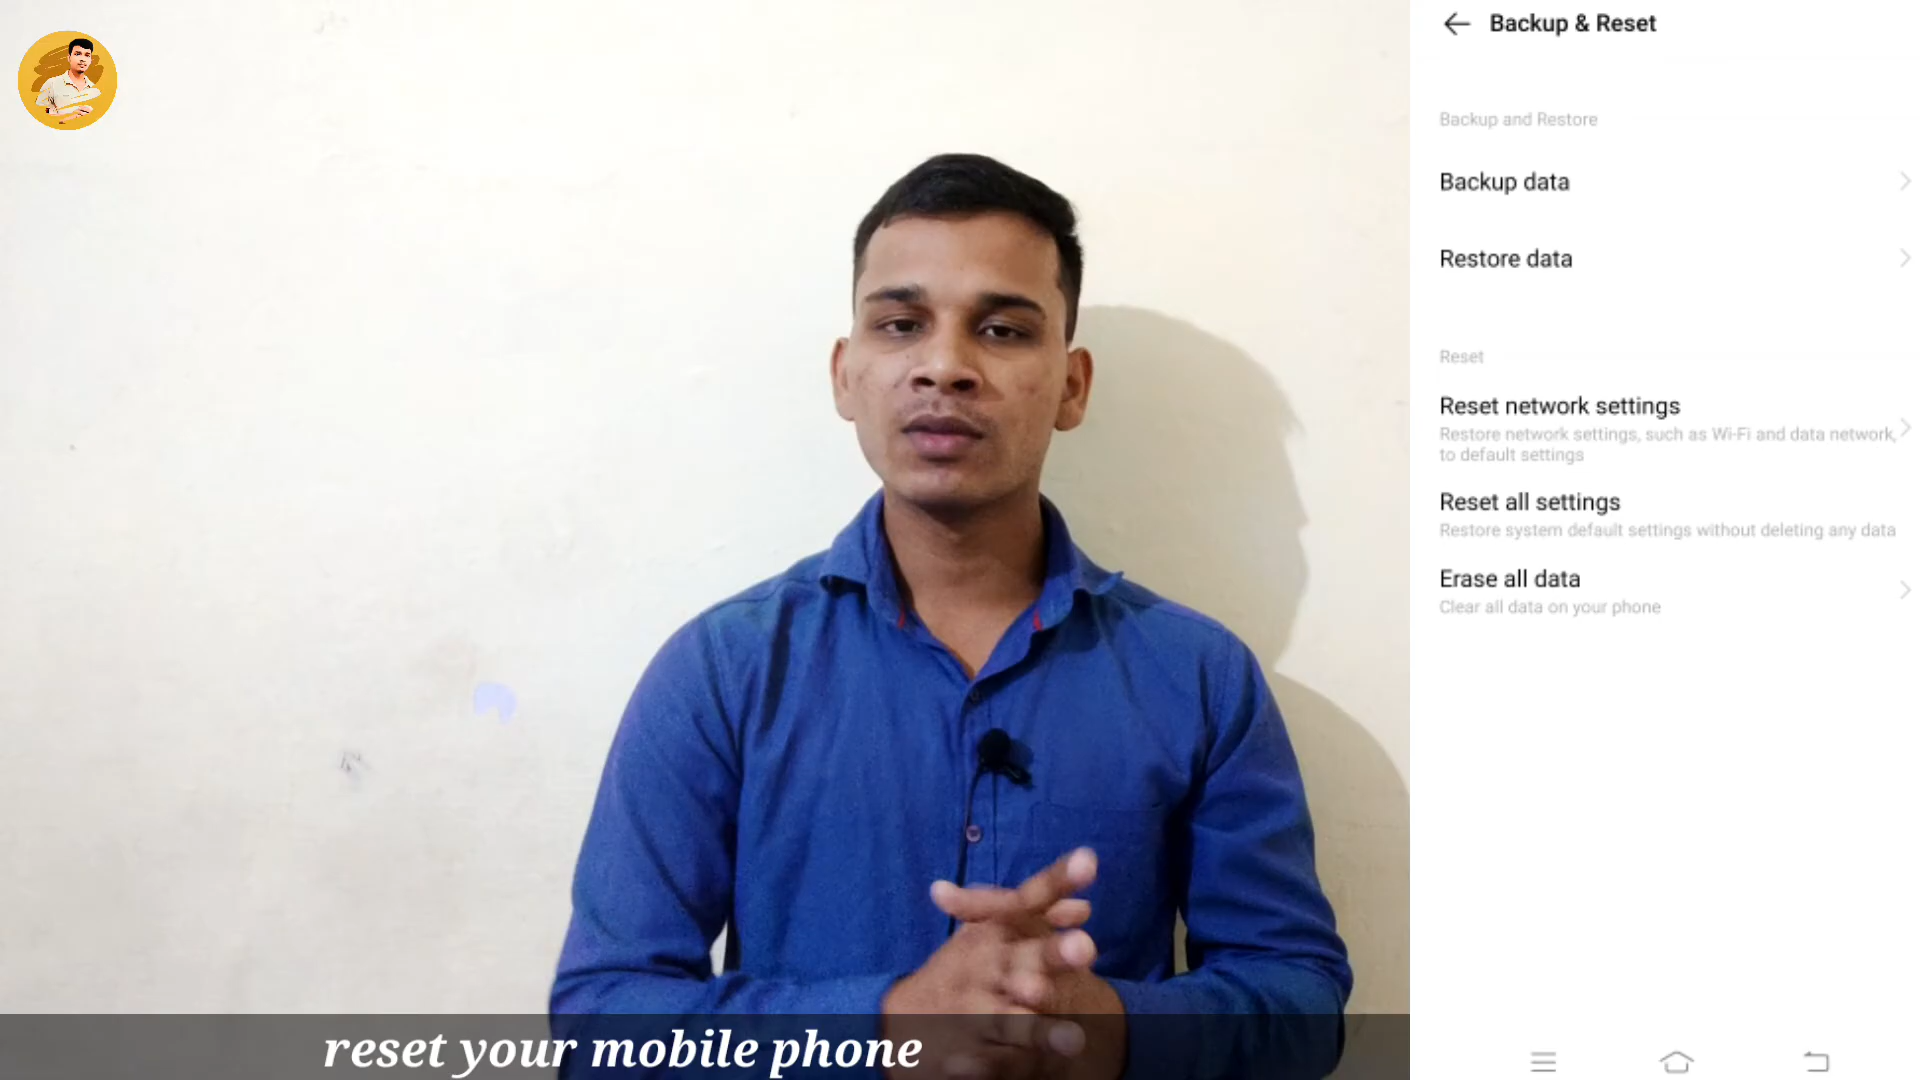 Backup & Reset
Backup and Restore
Backup data
Restore data
Reset
Reset network settings
Restore network settings, such as Wi-Fi and data network,
to default settings
Reset all settings
Restore system default settings without deleting any data
Erase all data
Clear all data on your phone
reset your mobile phone